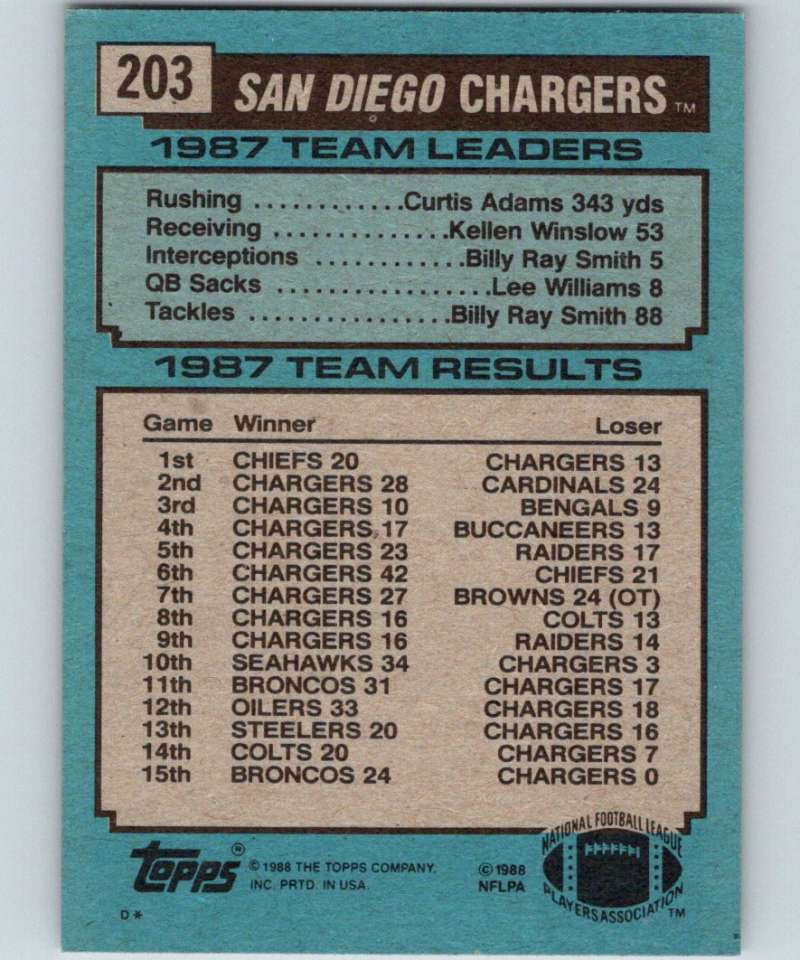 203 SAN DIEGO CHARGERS™
1987 TEAM LEADERS
Rushing ............Curtis Adams 343 yds
Receiving ..............Kellen Winslow 53
Interceptions ............Billy Ray Smith 5
QB Sacks .................Lee Williams 8
Tackles .................Billy Ray Smith 88
1987 TEAM RESULTS
Game Winner Loser
1st CHIEFS 20 CHARGERS 13
2nd CHARGERS 28 CARDINALS 24
3rd CHARGERS 10 BENGALS 9
4th CHARGERS 17 BUCCANEERS 13
5th CHARGERS 23 RAIDERS 17
6th CHARGERS 42 CHIEFS 21
7th CHARGERS 27 BROWNS 24 (OT)
8th CHARGERS 16 COLTS 13
9th CHARGERS 16 RAIDERS 14
10th SEAHAWKS 34 CHARGERS 3
11th BRONCOS 31 CHARGERS 17
12th OILERS 33 CHARGERS 18
13th STEELERS 20 CHARGERS 16
14th COLTS 20 CHARGERS 7
15th BRONCOS 24 CHARGERS 0
TOPPS® © 1988 THE TOPPS COMPANY,
INC. PRTD. IN USA.
© 1988
NFLPA
NATIONAL FOOTBALL LEAGUE
PLAYERS ASSOCIATION™
D*